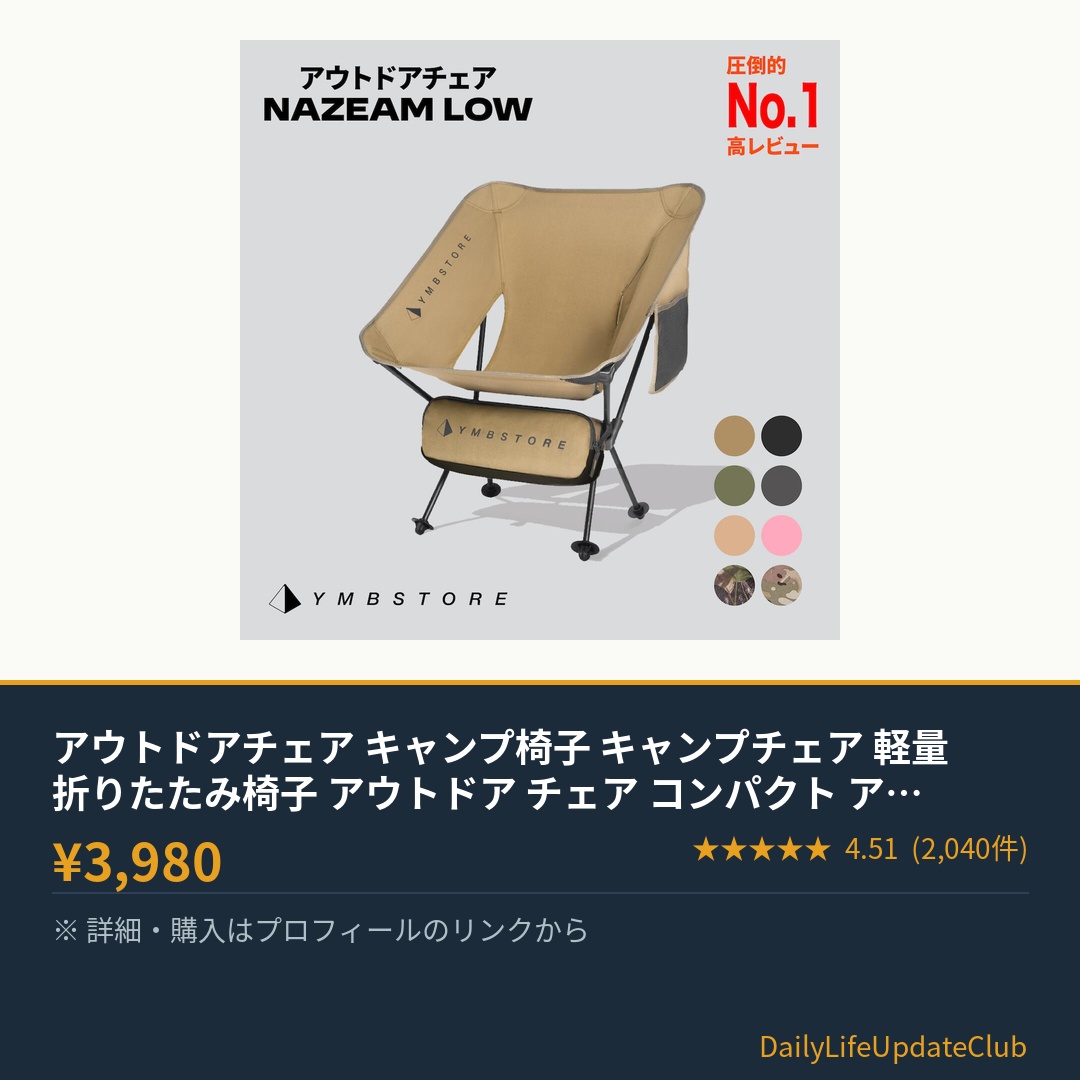 アウトドアチェア
NAZEAM LOW
圧倒的
No.1
高レビュー
YMBSTORE
YMBSTORE
YMBSTORE
アウトドアチェア キャンプ椅子 キャンプチェア 軽量
折りたたみ椅子 アウトドア チェア コンパクト ア…
¥3,980
★★★★★ 4.51 (2,040件)
※ 詳細・購入はプロフィールのリンクから
DailyLifeUpdateClub